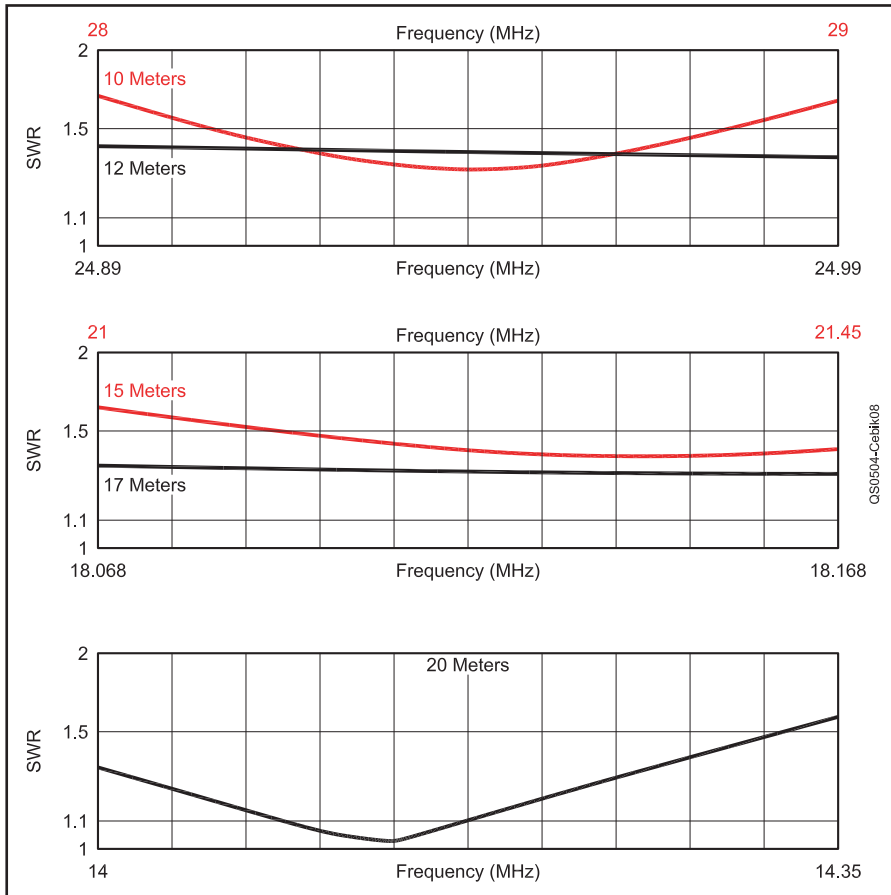 28 Frequency (MHz) 29
2
10 Meters
1.5
SWR
12 Meters
1.1
1
24.89 Frequency (MHz) 24.99
21 Frequency (MHz) 21.45
2
15 Meters
1.5
SWR
17 Meters
1.1
1
18.068 Frequency (MHz) 18.168
QS0504-Cebik08
2
20 Meters
1.5
SWR
1.1
1
14 Frequency (MHz) 14.35